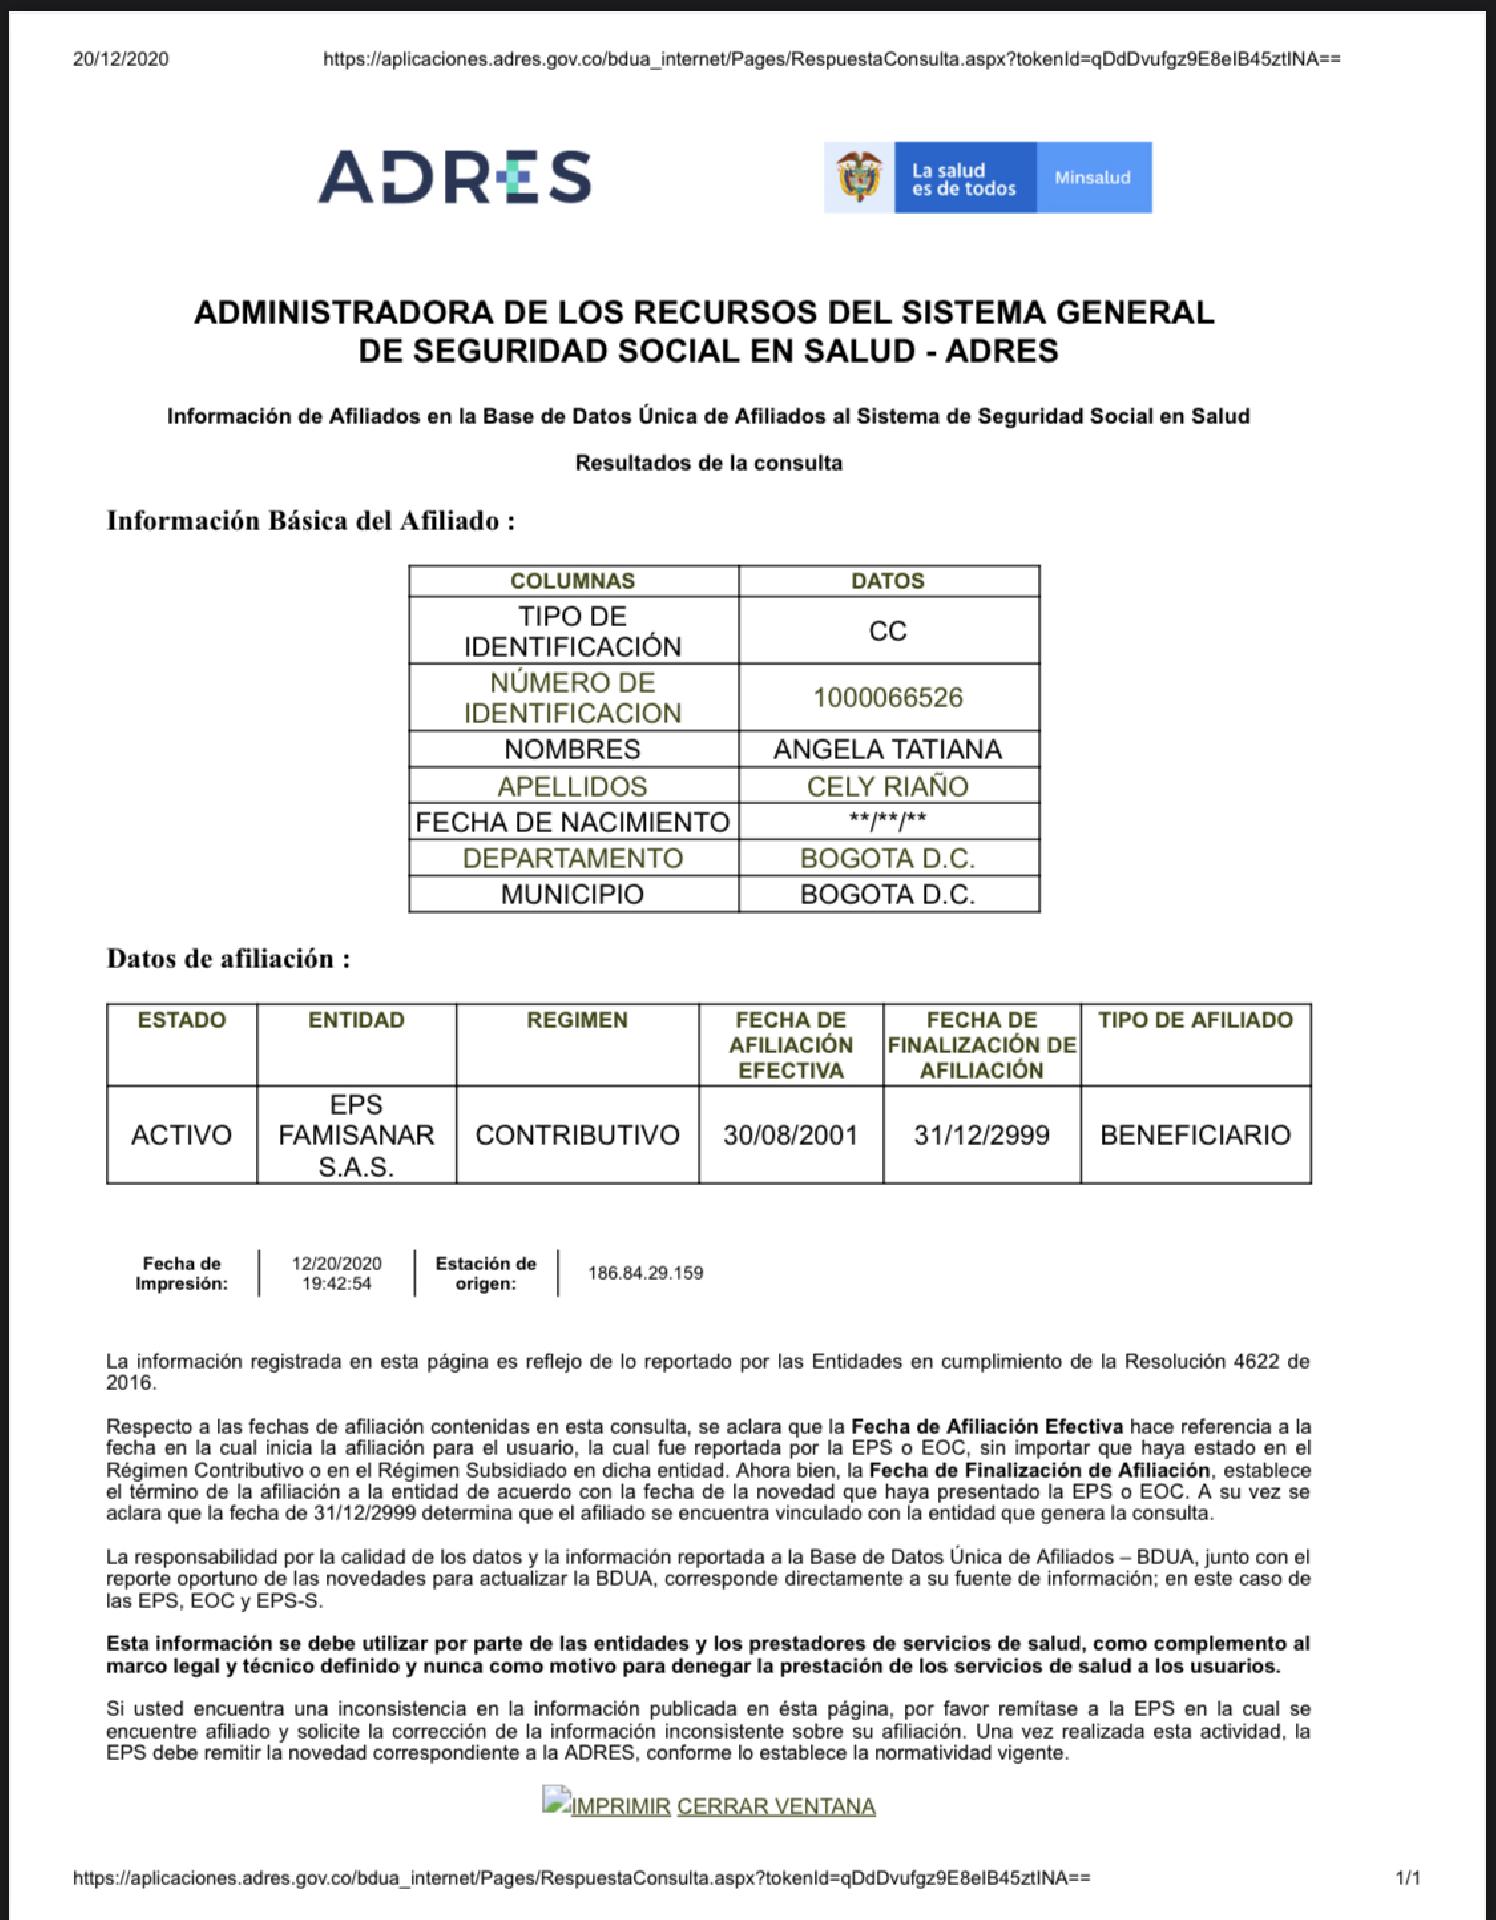 20/12/2020 https://aplicaciones.adres.gov.co/bdua_internet/Pages/RespuestaConsulta.aspx?tokenId=qDdDvufgz9E8eIB45ztINA==
ADRES
La salud
es de todos
Minsalud
ADMINISTRADORA DE LOS RECURSOS DEL SISTEMA GENERAL
DE SEGURIDAD SOCIAL EN SALUD - ADRES
Información de Afiliados en la Base de Datos Única de Afiliados al Sistema de Seguridad Social en Salud
Resultados de la consulta
Información Básica del Afiliado :
COLUMNAS DATOS
TIPO DE
IDENTIFICACIÓN
CC
NÚMERO DE
IDENTIFICACION
1000066526
NOMBRES ANGELA TATIANA
APELLIDOS CELY RIAÑO
FECHA DE NACIMIENTO **/**/**
DEPARTAMENTO BOGOTA D.C.
MUNICIPIO BOGOTA D.C.
Datos de afiliación :
ESTADO
ENTIDAD
REGIMEN
FECHA DE
AFILIACIÓN
EFECTIVA
FECHA DE
FINALIZACIÓN DE
AFILIACIÓN
TIPO DE AFILIADO
ACTIVO
EPS
FAMISANAR
S.A.S.
CONTRIBUTIVO
30/08/2001
31/12/2999
BENEFICIARIO
Fecha de
Impresión:
12/20/2020
19:42:54
Estación de
origen:
186.84.29.159
La información registrada en esta página es reflejo de lo reportado por las Entidades en cumplimiento de la Resolución 4622 de
2016.
Respecto a las fechas de afiliación contenidas en esta consulta, se aclara que la Fecha de Afiliación Efectiva hace referencia a la
fecha en la cual inicia la afiliación para el usuario, la cual fue reportada por la EPS o EOC, sin importar que haya estado en el
Régimen Contributivo o en el Régimen Subsidiado en dicha entidad. Ahora bien, la Fecha de Finalización de Afiliación, establece
el término de la afiliación a la entidad de acuerdo con la fecha de la novedad que haya presentado la EPS o EOC. A su vez se
aclara que la fecha de 31/12/2999 determina que el afiliado se encuentra vinculado con la entidad que genera la consulta.
La responsabilidad por la calidad de los datos y la información reportada a la Base de Datos Única de Afiliados – BDUA, junto con el
reporte oportuno de las novedades para actualizar la BDUA, corresponde directamente a su fuente de información; en este caso de
las EPS, EOC y EPS-S.
Esta información se debe utilizar por parte de las entidades y los prestadores de servicios de salud, como complemento al
marco legal y técnico definido y nunca como motivo para denegar la prestación de los servicios de salud a los usuarios.
Si usted encuentra una inconsistencia en la información publicada en ésta página, por favor remítase a la EPS en la cual se
encuentre afiliado y solicite la corrección de la información inconsistente sobre su afiliación. Una vez realizada esta actividad, la
EPS debe remitir la novedad correspondiente a la ADRES, conforme lo establece la normatividad vigente.
IMPRIMIR CERRAR VENTANA
https://aplicaciones.adres.gov.co/bdua_internet/Pages/RespuestaConsulta.aspx?tokenId=qDdDvufgz9E8eIB45ztINA== 1/1